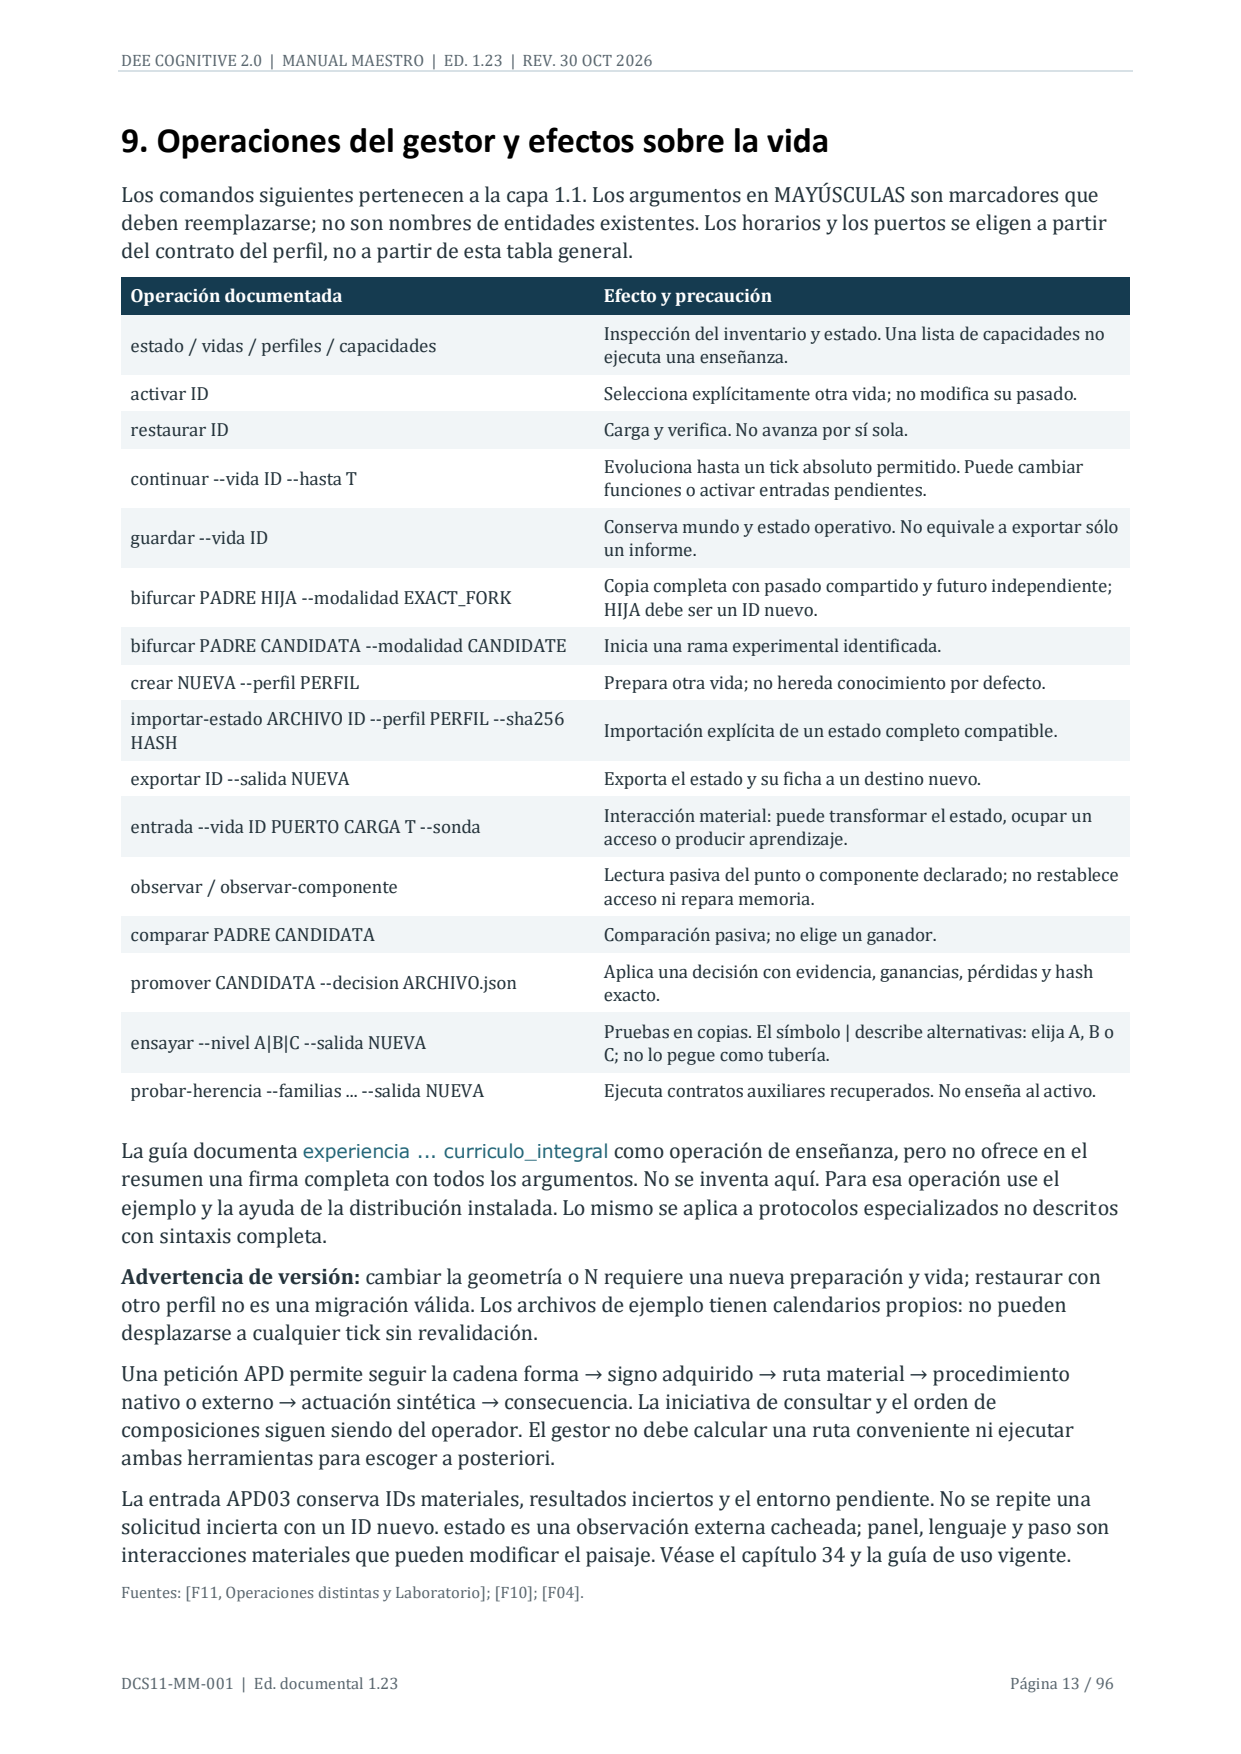 DEE COGNITIVE 2.0 | MANUAL MAESTRO | ED. 1.23 | REV. 30 OCT 2026
9. Operaciones del gestor y efectos sobre la vida
Los comandos siguientes pertenecen a la capa 1.1. Los argumentos en MAYÚSCULAS son marcadores que
deben reemplazarse; no son nombres de entidades existentes. Los horarios y los puertos se eligen a partir
del contrato del perfil, no a partir de esta tabla general.
Operación documentada
Efecto y precaución
estado / vidas / perfiles / capacidades
Inspección del inventario y estado. Una lista de capacidades no
ejecuta una enseñanza.
activar ID
Selecciona explícitamente otra vida; no modifica su pasado.
restaurar ID
Carga y verifica. No avanza por sí sola.
continuar --vida ID --hasta T
Evoluciona hasta un tick absoluto permitido. Puede cambiar
funciones o activar entradas pendientes.
guardar --vida ID
Conserva mundo y estado operativo. No equivale a exportar sólo
un informe.
bifurcar PADRE HIJA --modalidad EXACT_FORK
Copia completa con pasado compartido y futuro independiente;
HIJA debe ser un ID nuevo.
bifurcar PADRE CANDIDATA --modalidad CANDIDATE
Inicia una rama experimental identificada.
crear NUEVA --perfil PERFIL
Prepara otra vida; no hereda conocimiento por defecto.
importar-estado ARCHIVO ID --perfil PERFIL --sha256
HASH
Importación explícita de un estado completo compatible.
exportar ID --salida NUEVA
Exporta el estado y su ficha a un destino nuevo.
entrada --vida ID PUERTO CARGA T --sonda
Interacción material: puede transformar el estado, ocupar un
acceso o producir aprendizaje.
observar / observar-componente
Lectura pasiva del punto o componente declarado; no restablece
acceso ni repara memoria.
comparar PADRE CANDIDATA
Comparación pasiva; no elige un ganador.
promover CANDIDATA --decision ARCHIVO.json
Aplica una decisión con evidencia, ganancias, pérdidas y hash
exacto.
ensayar --nivel A|B|C --salida NUEVA
Pruebas en copias. El símbolo | describe alternativas: elija A, B o
C; no lo pegue como tubería.
probar-herencia --familias ... --salida NUEVA
Ejecuta contratos auxiliares recuperados. No enseña al activo.
La guía documenta experiencia ... curriculo_integral como operación de enseñanza, pero no ofrece en el
resumen una firma completa con todos los argumentos. No se inventa aquí. Para esa operación use el
ejemplo y la ayuda de la distribución instalada. Lo mismo se aplica a protocolos especializados no descritos
con sintaxis completa.
Advertencia de versión: cambiar la geometría o N requiere una nueva preparación y vida; restaurar con
otro perfil no es una migración válida. Los archivos de ejemplo tienen calendarios propios: no pueden
desplazarse a cualquier tick sin revalidación.
Una petición APD permite seguir la cadena forma → signo adquirido → ruta material → procedimiento
nativo o externo → actuación sintética → consecuencia. La iniciativa de consultar y el orden de
composiciones siguen siendo del operador. El gestor no debe calcular una ruta conveniente ni ejecutar
ambas herramientas para escoger a posteriori.
La entrada APD03 conserva IDs materiales, resultados inciertos y el entorno pendiente. No se repite una
solicitud incierta con un ID nuevo. estado es una observación externa cacheada; panel, lenguaje y paso son
interacciones materiales que pueden modificar el paisaje. Véase el capítulo 34 y la guía de uso vigente.
Fuentes: [F11, Operaciones distintas y Laboratorio]; [F10]; [F04].
DCS11-MM-001 | Ed. documental 1.23
Página 13 / 96